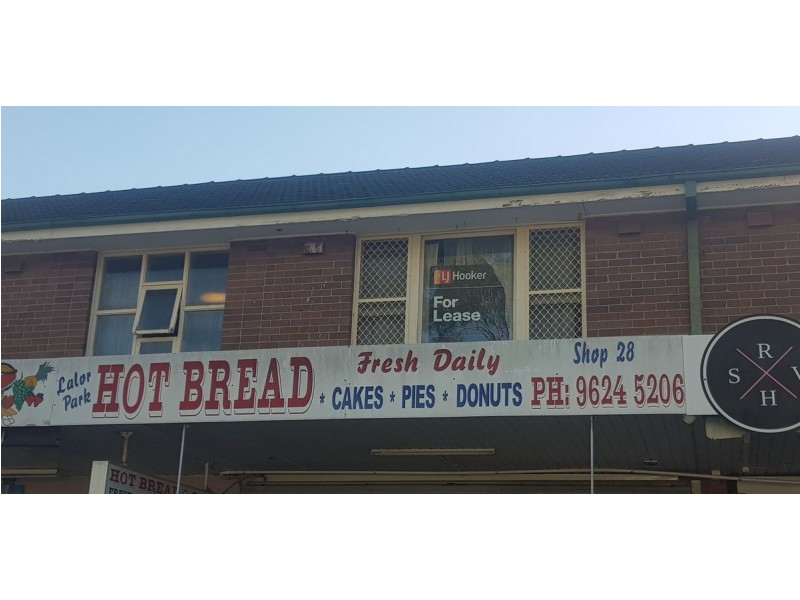 LJ Hooker
For
Lease
Lalor
Park
HOT BREAD
Fresh Daily
* CAKES * PIES * DONUTS
Shop 28
PH: 9624 5206
R
S
H
HOT BREAD